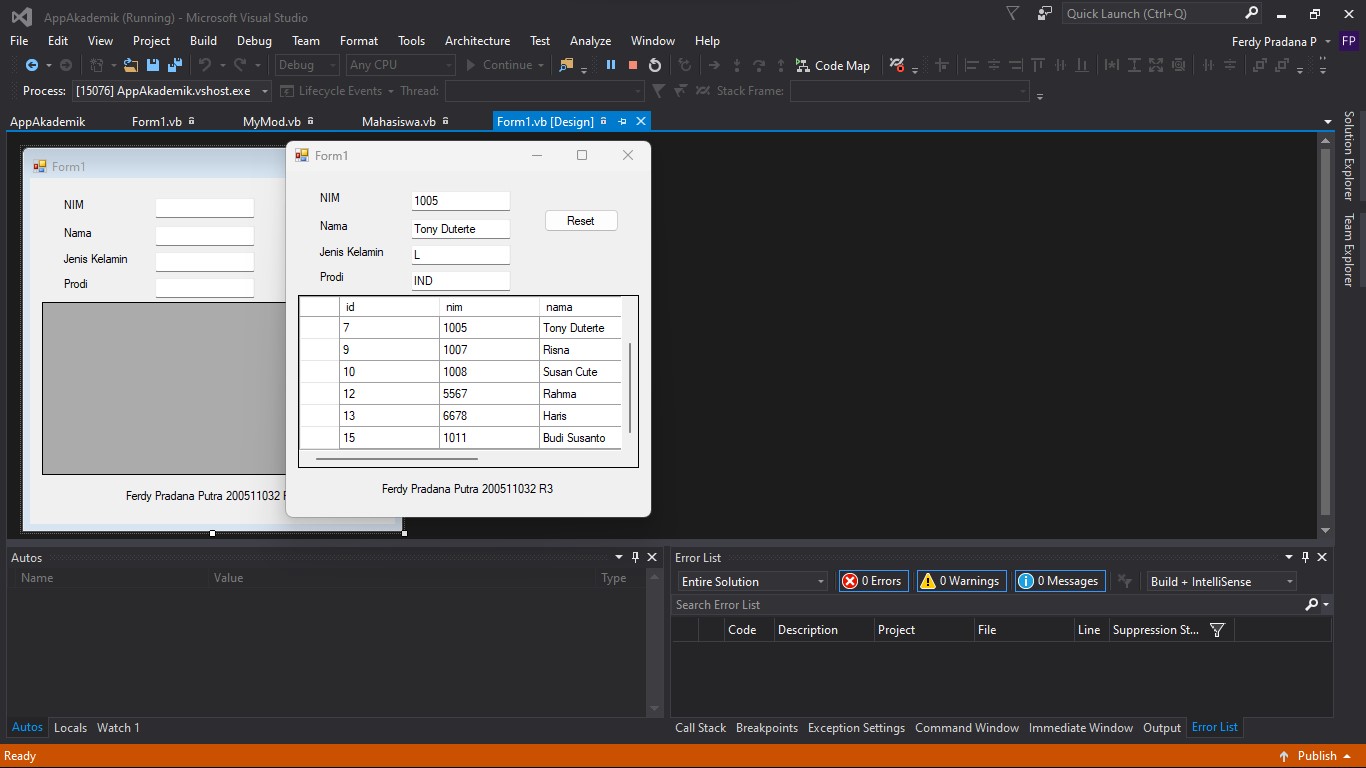 AppAkademik (Running) - Microsoft Visual Studio
Quick Launch (Ctrl+Q)
File Edit View Project Build Debug Team Format Tools Architecture Test Analyze Window Help
Ferdy Pradana P FP
Debug Any CPU Continue Code Map
Process: [15076] AppAkademik.vshost.exe Lifecycle Events Thread: Stack Frame:
AppAkademik Form1.vb MyMod.vb Mahasiswa.vb Form1.vb [Design]
Solution Explorer
Team Explorer
Form1
NIM
Nama
Jenis Kelamin
Prodi
Ferdy Pradana Putra 200511032
Form1
NIM 1005
Nama Tony Duterte
Reset
Jenis Kelamin L
Prodi IND
id nim nama
7 1005 Tony Duterte
9 1007 Risna
10 1008 Susan Cute
12 5567 Rahma
13 6678 Haris
15 1011 Budi Susanto
Ferdy Pradana Putra 200511032 R3
Autos
Name Value Type
Autos Locals Watch 1
Error List
Entire Solution 0 Errors 0 Warnings 0 Messages Build + IntelliSense
Search Error List
Code Description Project File Line Suppression St...
Call Stack Breakpoints Exception Settings Command Window Immediate Window Output Error List
Ready Publish